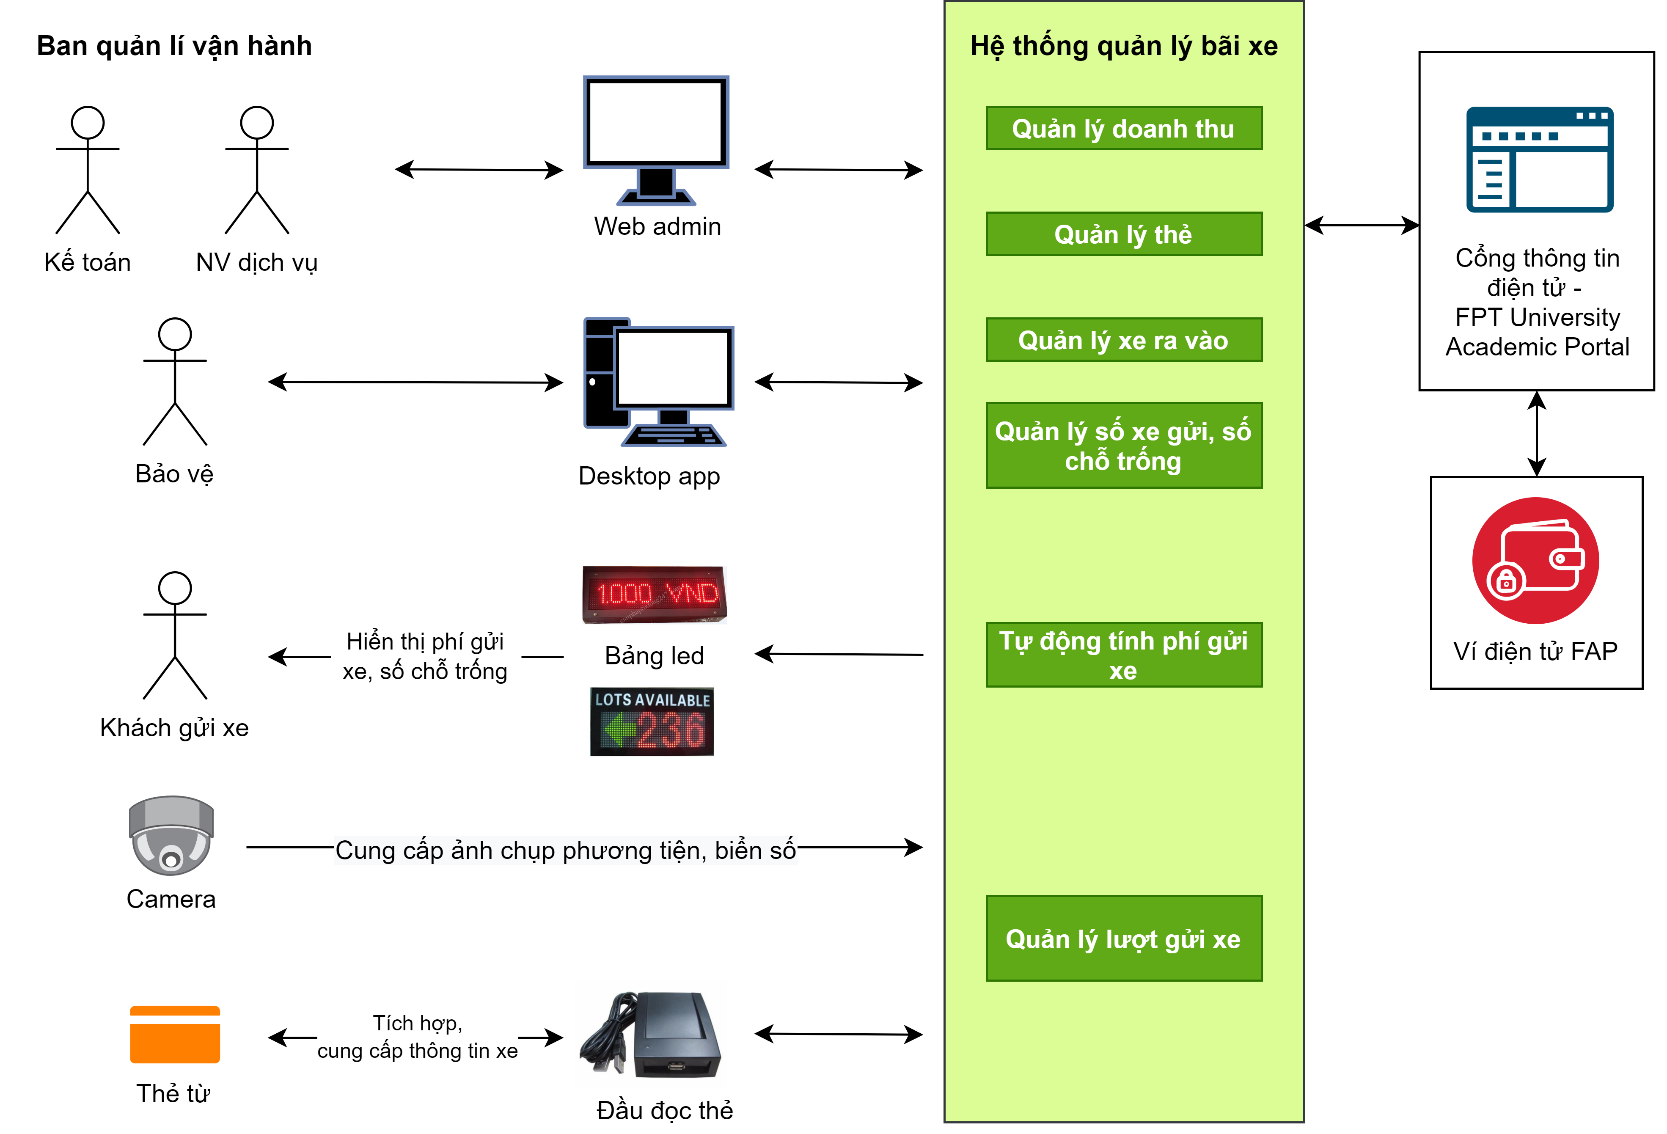 Ban quản lí vận hành
Hệ thống quản lý bãi xe
Kế toán
NV dịch vụ
Web admin
Quản lý doanh thu
Quản lý thẻ
Cổng thông tin
điện tử -
FPT University
Academic Portal
Bảo vệ
Desktop app
Quản lý xe ra vào
Quản lý số xe gửi, số
chỗ trống
Khách gửi xe
Hiển thị phí gửi
xe, số chỗ trống
1.000 VND
Bảng led
LOTS AVAILABLE
236
Tự động tính phí gửi
xe
Ví điện tử FAP
Camera
Cung cấp ảnh chụp phương tiện, biển số
Quản lý lượt gửi xe
Thẻ từ
Tích hợp,
cung cấp thông tin xe
Đầu đọc thẻ